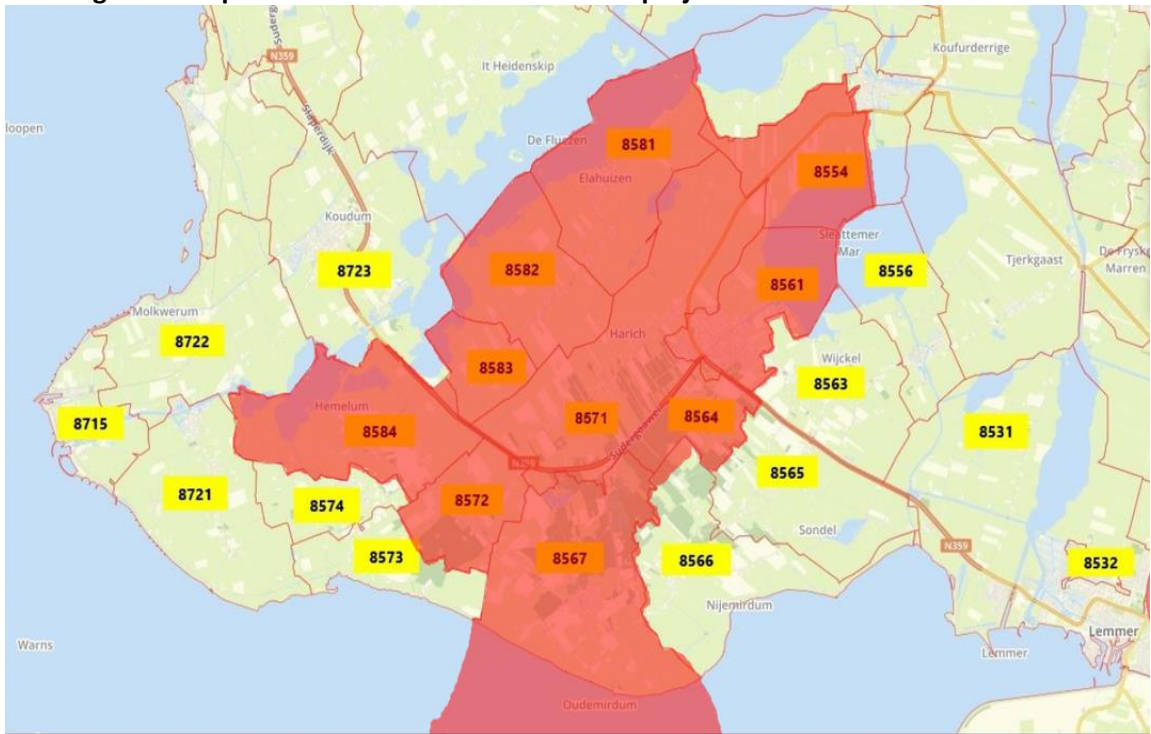 Koufurderrige
It Heidenskip
N359
Slaperdijk
loopen
De Fluezen
8581
Elahuizen
8554
Koudum
Sleattemer
Mar
8723
8582
8561
8556
Tjerkgaast
De Fryske
Marren
Molkwerum
8722
Harich
8583
Wijckel
8563
Hemelum
8715
8584
8571
8564
8531
8721
8574
N359
8565
8572
Sondel
8573
8567
8566
N359
8532
Nijemirdum
Lemmer
Warns
Lemmer
Oudemirdum